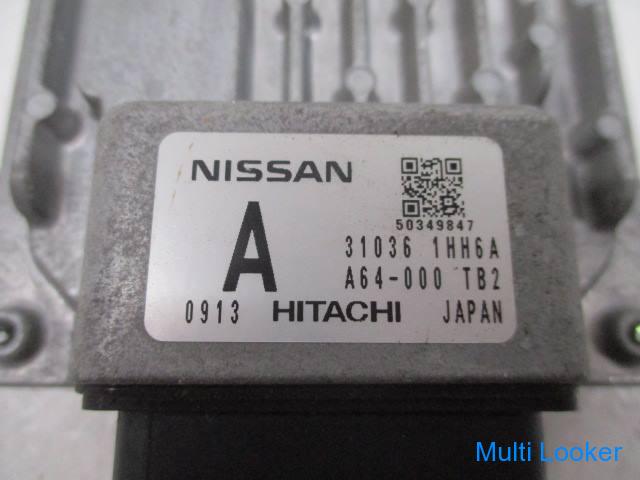 NISSAN
50349847
A
31036 1HH6A
A64-000 TB2
0913 HITACHI JAPAN
Multi Looker